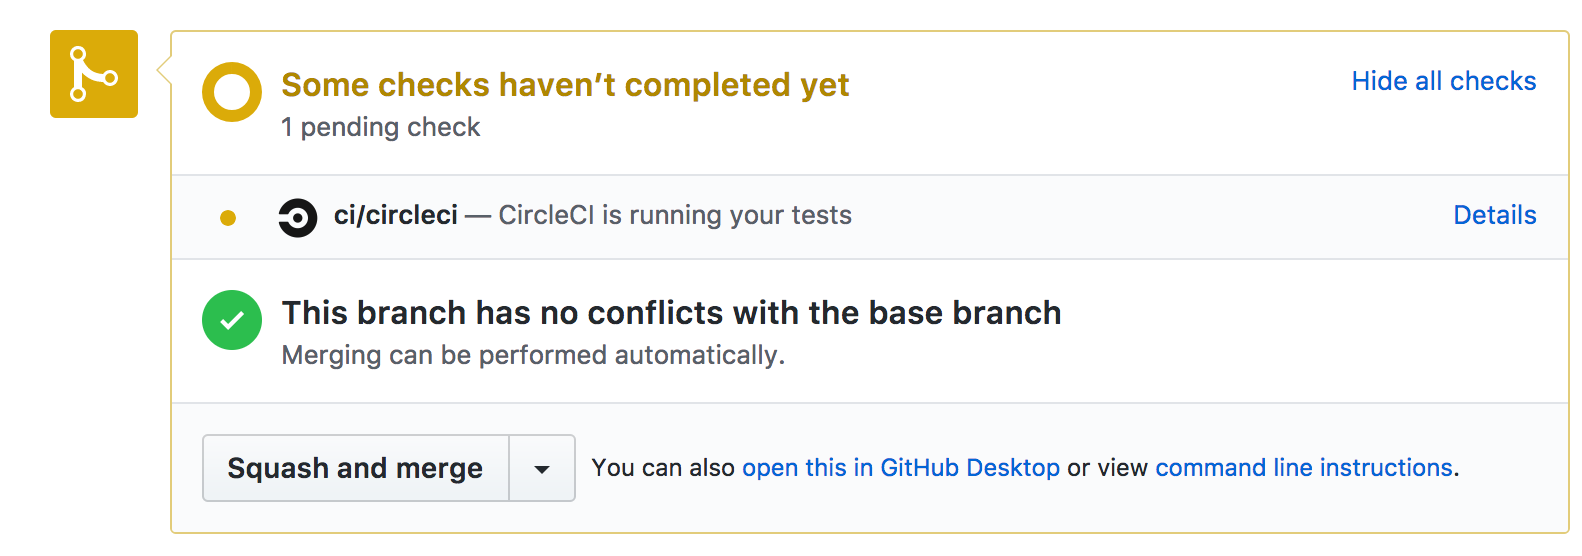 Some checks haven’t completed yet
Hide all checks
1 pending check
ci/circleci — CircleCI is running your tests
Details
This branch has no conflicts with the base branch
Merging can be performed automatically.
Squash and merge
You can also open this in GitHub Desktop or view command line instructions.